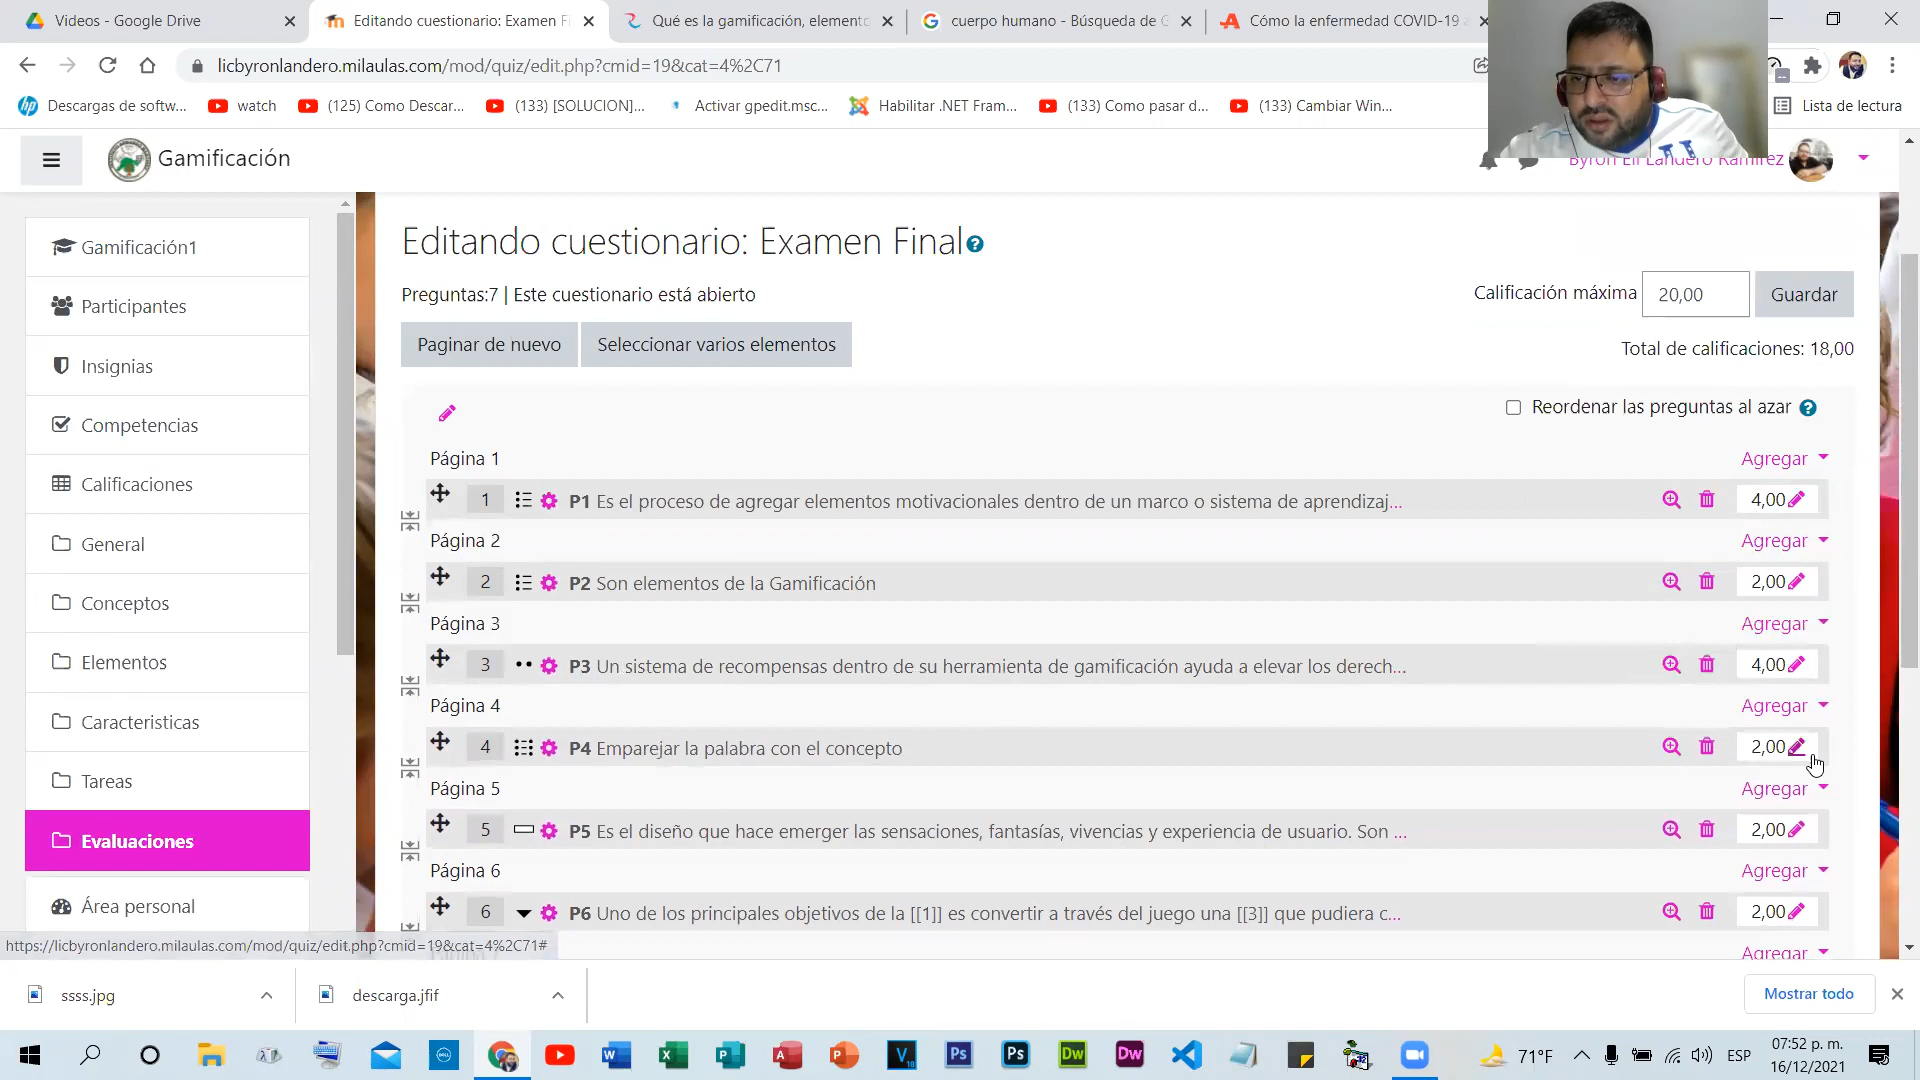 Videos - Google Drive
Editando cuestionario: Examen Fi
Qué es la gamificación, elemento
cuerpo humano - Búsqueda de G
Cómo la enfermedad COVID-19 a
licbyronlandero.milaulas.com/mod/quiz/edit.php?cmid=19&cat=4%2C71
Descargas de softw...
watch
(125) Como Descar...
(133) [SOLUCION]...
Activar gpedit.msc...
Habilitar .NET Fram...
(133) Como pasar d...
(133) Cambiar Win...
Lista de lectura
Gamificación
Byron Eli Landero Ramirez
Gamificación1
Participantes
Insignias
Competencias
Calificaciones
General
Conceptos
Elementos
Caracteristicas
Tareas
Evaluaciones
Área personal
Editando cuestionario: Examen Final
Preguntas:7 | Este cuestionario está abierto
Calificación máxima 20,00 Guardar
Paginar de nuevo
Seleccionar varios elementos
Total de calificaciones: 18,00
Reordenar las preguntas al azar
Página 1 Agregar
1 P1 Es el proceso de agregar elementos motivacionales dentro de un marco o sistema de aprendizaj... 4,00
Página 2 Agregar
2 P2 Son elementos de la Gamificación 2,00
Página 3 Agregar
3 P3 Un sistema de recompensas dentro de su herramienta de gamificación ayuda a elevar los derech... 4,00
Página 4 Agregar
4 P4 Emparejar la palabra con el concepto 2,00
Página 5 Agregar
5 P5 Es el diseño que hace emerger las sensaciones, fantasías, vivencias y experiencia de usuario. Son ... 2,00
Página 6 Agregar
6 P6 Uno de los principales objetivos de la [[1]] es convertir a través del juego una [[3]] que pudiera c... 2,00
Agregar
https://licbyronlandero.milaulas.com/mod/quiz/edit.php?cmid=19&cat=4%2C71#
ssss.jpg
descarga.jfif
Mostrar todo
71°F
ESP
07:52 p. m.
16/12/2021